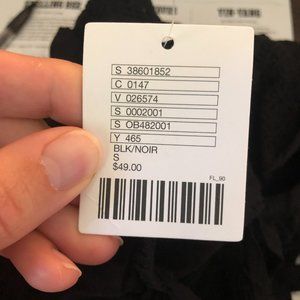 S 38601852
C 0147
V 026574
S 0002001
S OB482001
Y 465
BLK/NOIR
S
$49.00
FL_90